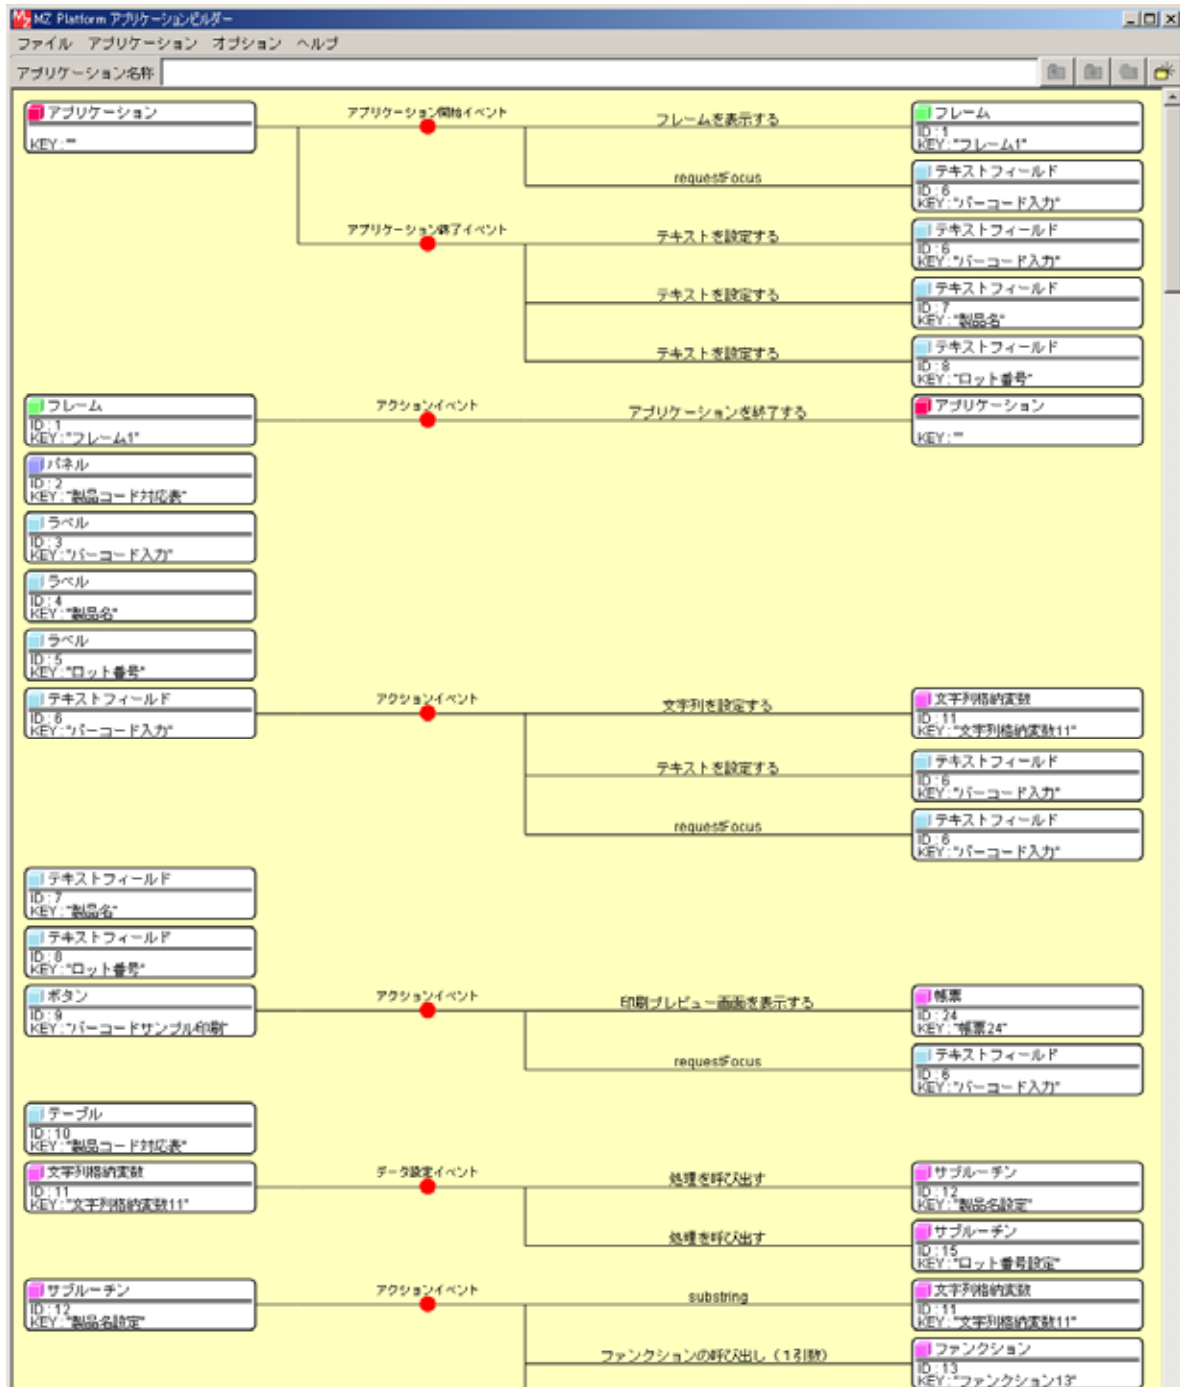 MZ Platform アプリケーションビルダー
ファイル アプリケーション オプション ヘルプ
アプリケーション名称
アプリケーション
KEY:""
アプリケーション開始イベント
フレームを表示する
フレーム
ID:1
KEY:"フレーム1"
requestFocus
テキストフィールド
ID:6
KEY:"バーコード入力"
アプリケーション終了イベント
テキストを設定する
テキストフィールド
ID:6
KEY:"バーコード入力"
テキストを設定する
テキストフィールド
ID:7
KEY:"製品名"
テキストを設定する
テキストフィールド
ID:8
KEY:"ロット番号"
フレーム
ID:1
KEY:"フレーム1"
アクションイベント
アプリケーションを終了する
アプリケーション
KEY:""
パネル
ID:2
KEY:"製品コード対応表"
ラベル
ID:3
KEY:"バーコード入力"
ラベル
ID:4
KEY:"製品名"
ラベル
ID:5
KEY:"ロット番号"
テキストフィールド
ID:6
KEY:"バーコード入力"
アクションイベント
文字列を設定する
文字列格納変数
ID:11
KEY:"文字列格納変数11"
テキストを設定する
テキストフィールド
ID:6
KEY:"バーコード入力"
requestFocus
テキストフィールド
ID:6
KEY:"バーコード入力"
テキストフィールド
ID:7
KEY:"製品名"
テキストフィールド
ID:8
KEY:"ロット番号"
ボタン
ID:9
KEY:"バーコードサンプル印刷"
アクションイベント
印刷プレビュー画面を表示する
帳票
ID:24
KEY:"帳票24"
requestFocus
テキストフィールド
ID:6
KEY:"バーコード入力"
テーブル
ID:10
KEY:"製品コード対応表"
文字列格納変数
ID:11
KEY:"文字列格納変数11"
データ設定イベント
処理を呼び出す
サブルーチン
ID:12
KEY:"製品名設定"
処理を呼び出す
サブルーチン
ID:15
KEY:"ロット番号設定"
サブルーチン
ID:12
KEY:"製品名設定"
アクションイベント
substring
文字列格納変数
ID:11
KEY:"文字列格納変数11"
ファンクションの呼び出し(1引数)
ファンクション
ID:13
KEY:"ファンクション13"